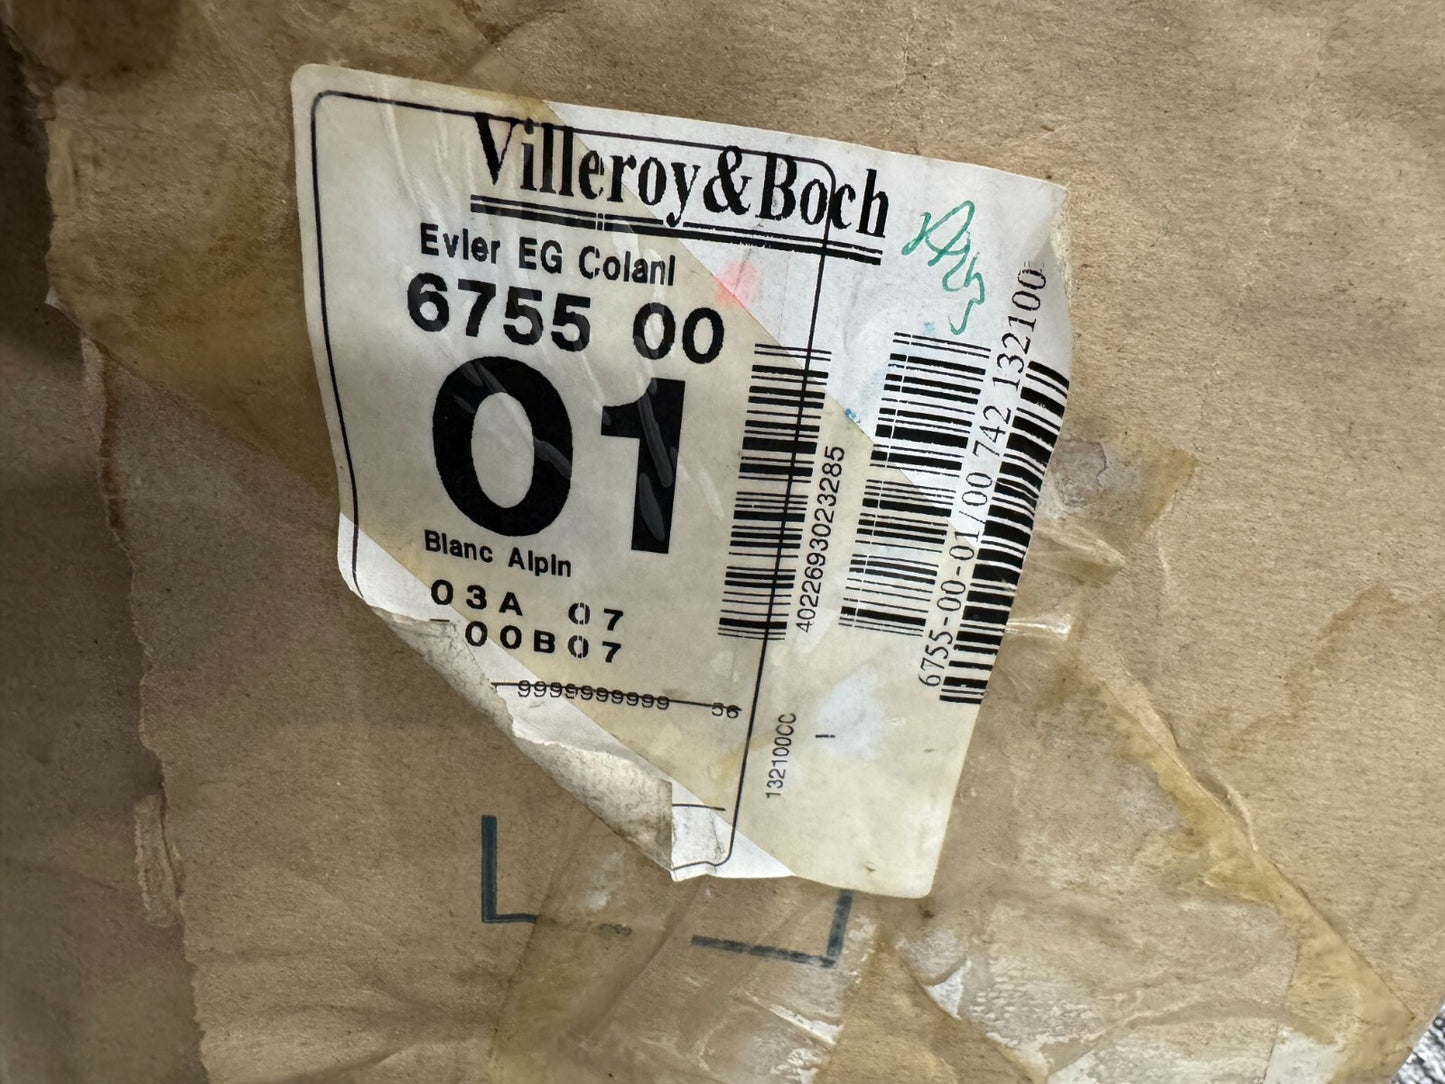 Villeroy&Boch
Evier EG Colani
6755 00
01
Blanc Alpin
03A 07
00B07
9999999999 56
4022693023285
6755-00-01/00 742 132100
132100CC